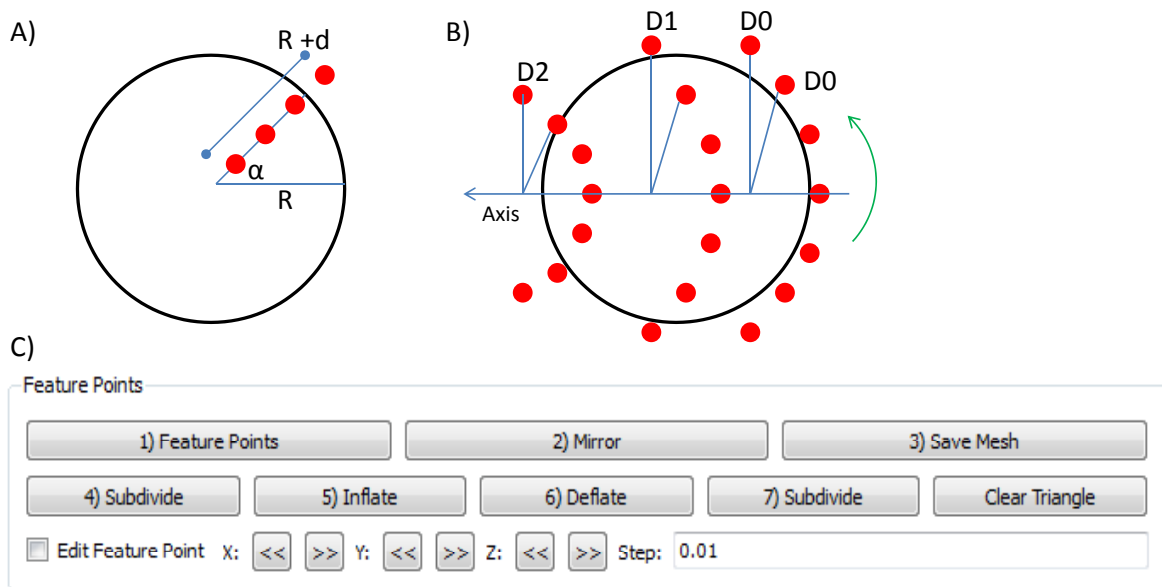 A)
R +d
α
R
B)
D1
D0
D2
D0
Axis
C)
Feature Points
1) Feature Points
2) Mirror
3) Save Mesh
4) Subdivide
5) Inflate
6) Deflate
7) Subdivide
Clear Triangle
Edit Feature Point X: << >> Y: << >> Z: << >> Step: 0.01